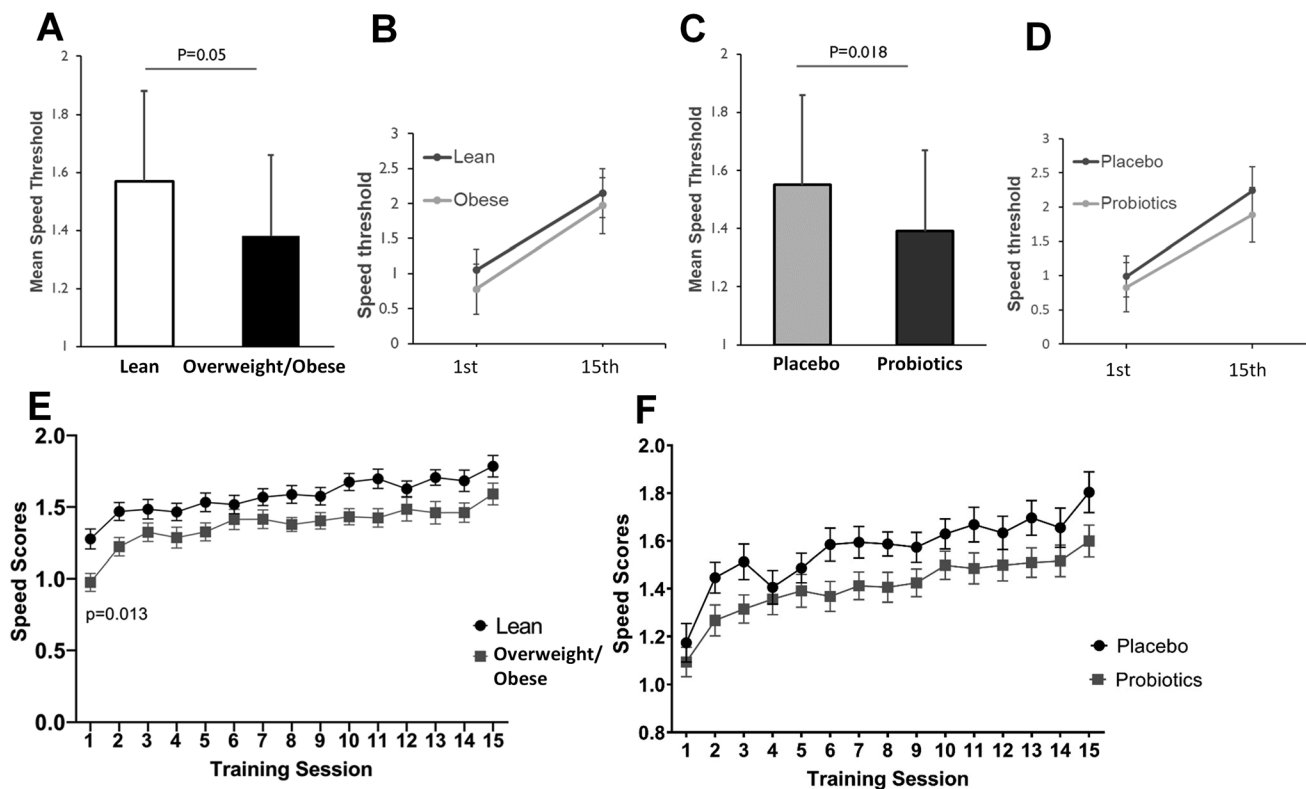 A
P=0.05
Mean Speed Threshold
2
1.8
1.6
1.4
1.2
1
Lean
Overweight/Obese
B
Speed threshold
3
2.5
2
1.5
1
0.5
0
Lean
Obese
1st
15th
C
P=0.018
Mean Speed Threshold
2
1.8
1.6
1.4
1.2
1
Placebo
Probiotics
D
Speed threshold
3
2.5
2
1.5
1
0.5
0
Placebo
Probiotics
1st
15th
E
Speed Scores
2.0
1.5
1.0
0.0
p=0.013
Lean
Overweight/
Obese
1 2 3 4 5 6 7 8 9 10 11 12 13 14 15
Training Session
F
Speed Scores
2.0
1.8
1.6
1.4
1.2
1.0
0.8
Placebo
Probiotics
1 2 3 4 5 6 7 8 9 10 11 12 13 14 15
Training Session